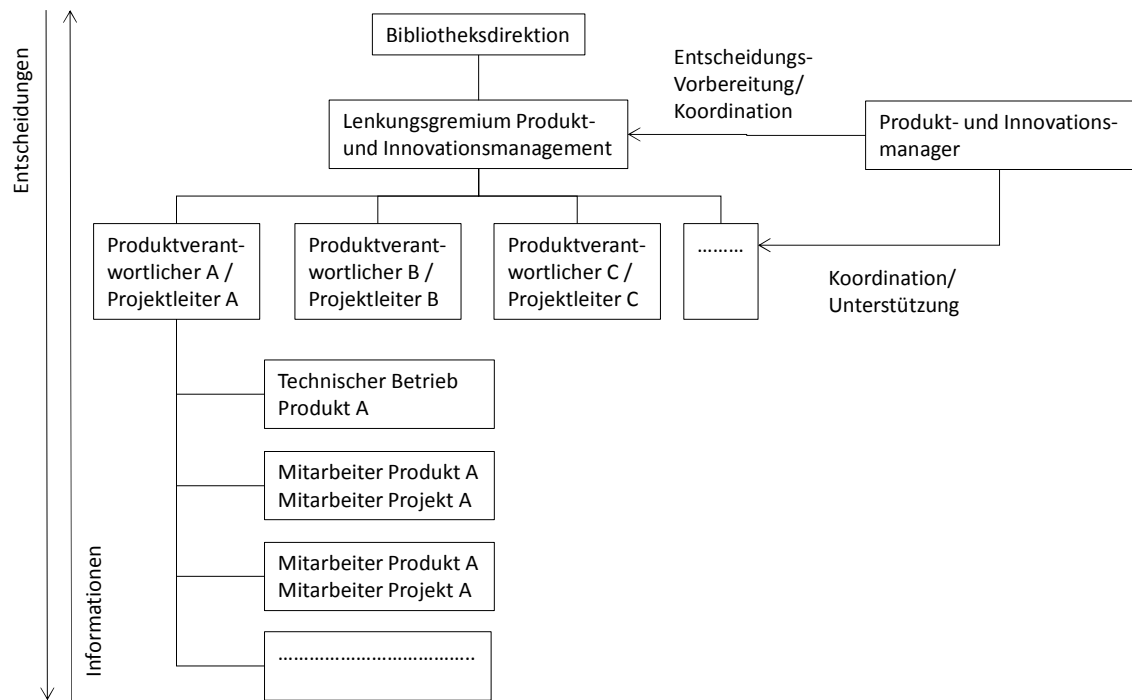 Entscheidungen
Informationen
Bibliotheksdirektion
Entscheidungs-
Vorbereitung/
Koordination
Lenkungsgremium Produkt-
und Innovationsmanagement
Produkt- und Innovations-
manager
Produktverant-
wortlicher A /
Projektleiter A
Produktverant-
wortlicher B /
Projektleiter B
Produktverant-
wortlicher C /
Projektleiter C
………
Koordination/
Unterstützung
Technischer Betrieb
Produkt A
Mitarbeiter Produkt A
Mitarbeiter Projekt A
Mitarbeiter Produkt A
Mitarbeiter Projekt A
………………………………..